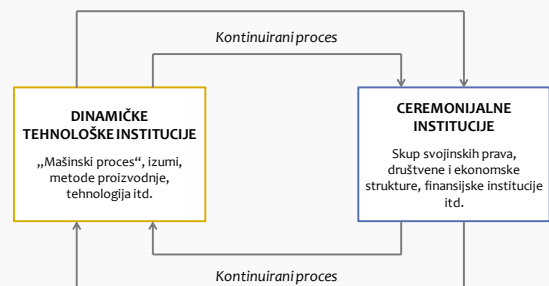 Kontinuirani proces
DINAMIČKE
TEHNOLOŠKE INSTITUCIJE
„Mašinski proces“, izumi,
metode proizvodnje,
tehnologija itd.
CEREMONIJALNE
INSTITUCIJE
Skup svojinskih prava,
društvene i ekonomske
strukture, finansijske institucije
itd.
Kontinuirani proces